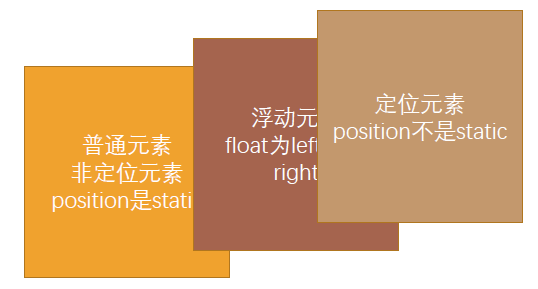 普通元素
非定位元素
position是stati
浮动元
float为left
right
定位元素
position不是static